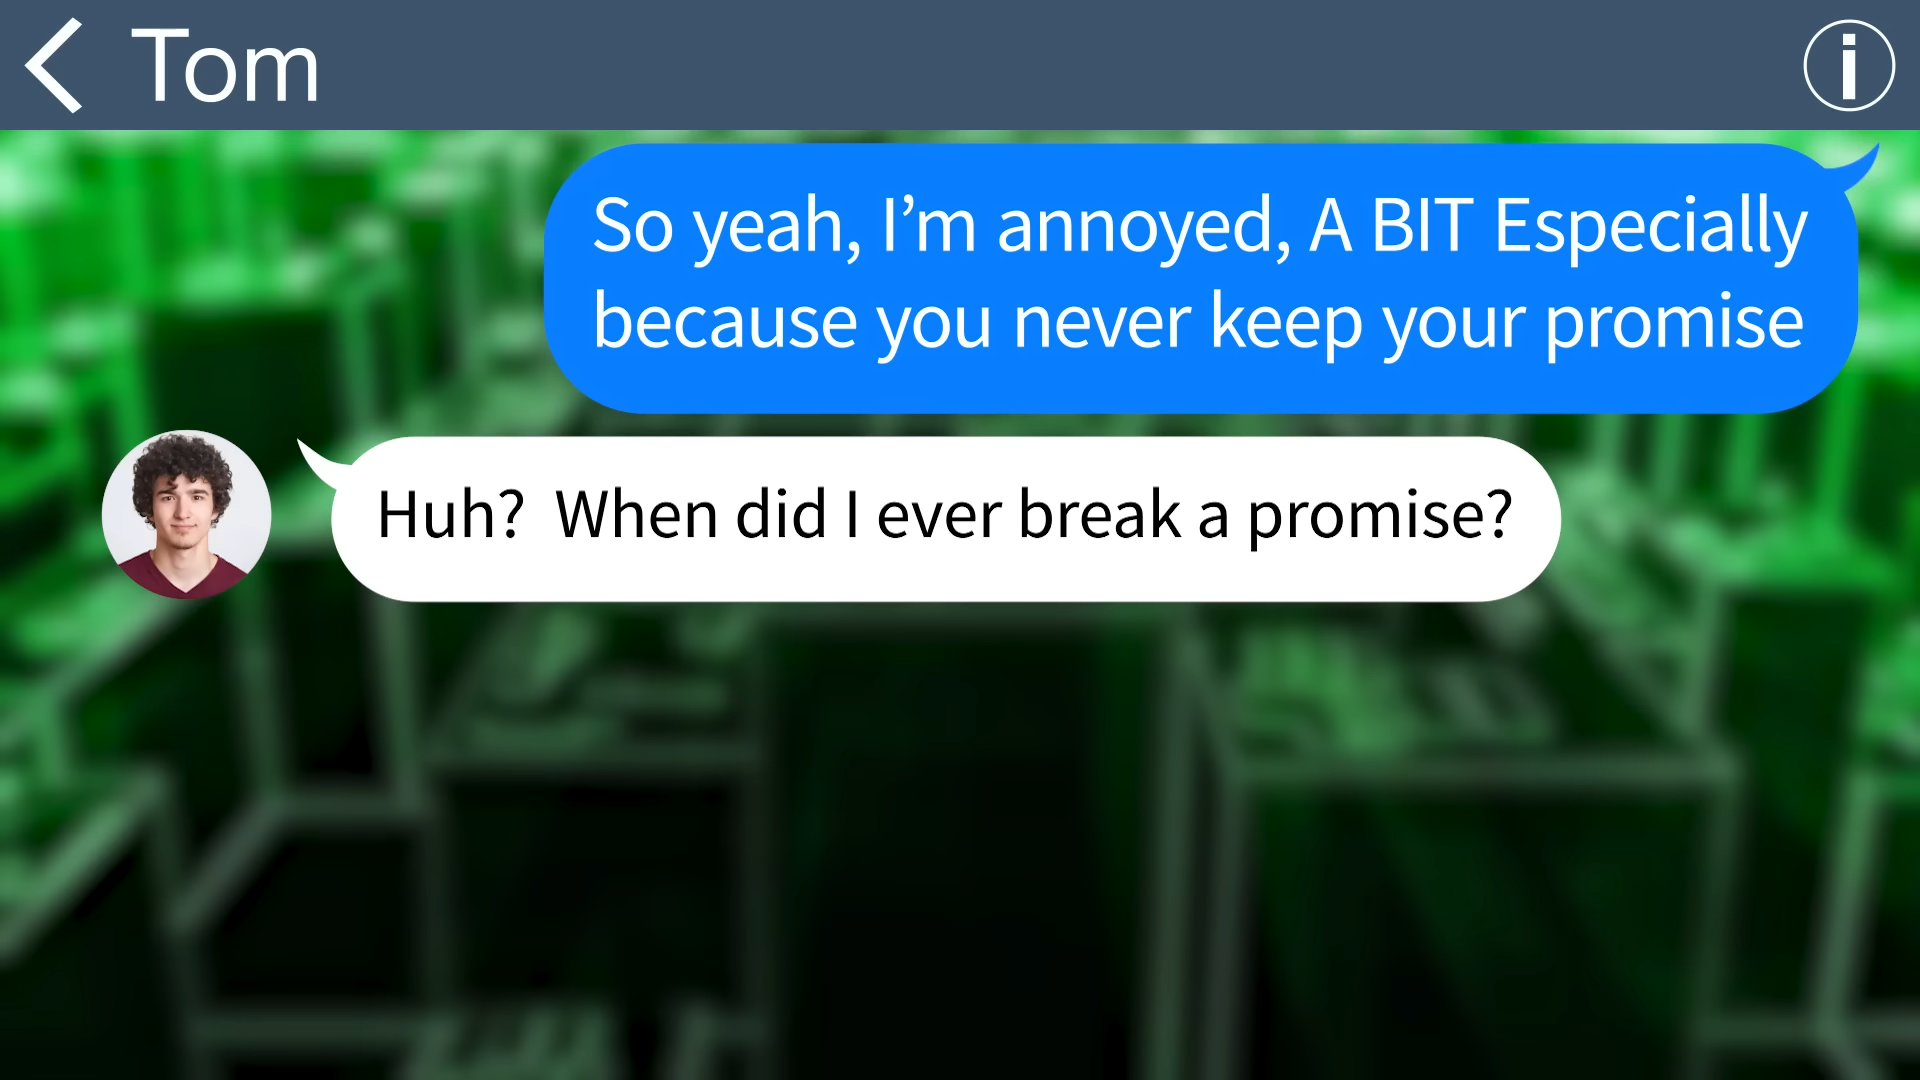 Tom
So yeah, I’m annoyed, A BIT Especially
because you never keep your promise
Huh?  When did I ever break a promise?